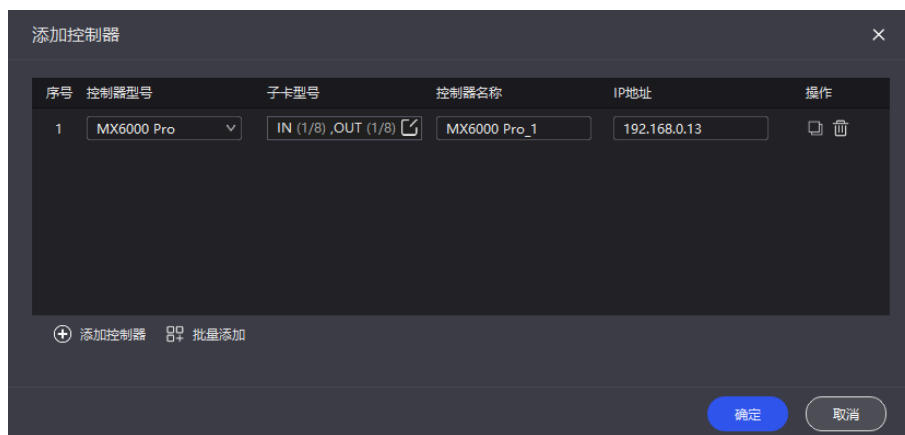 添加控制器
序号 控制器型号 子卡型号 控制器名称 IP地址 操作
1 MX6000 Pro IN (1/8) ,OUT (1/8) MX6000 Pro_1 192.168.0.13
添加控制器 批量添加
确定 取消